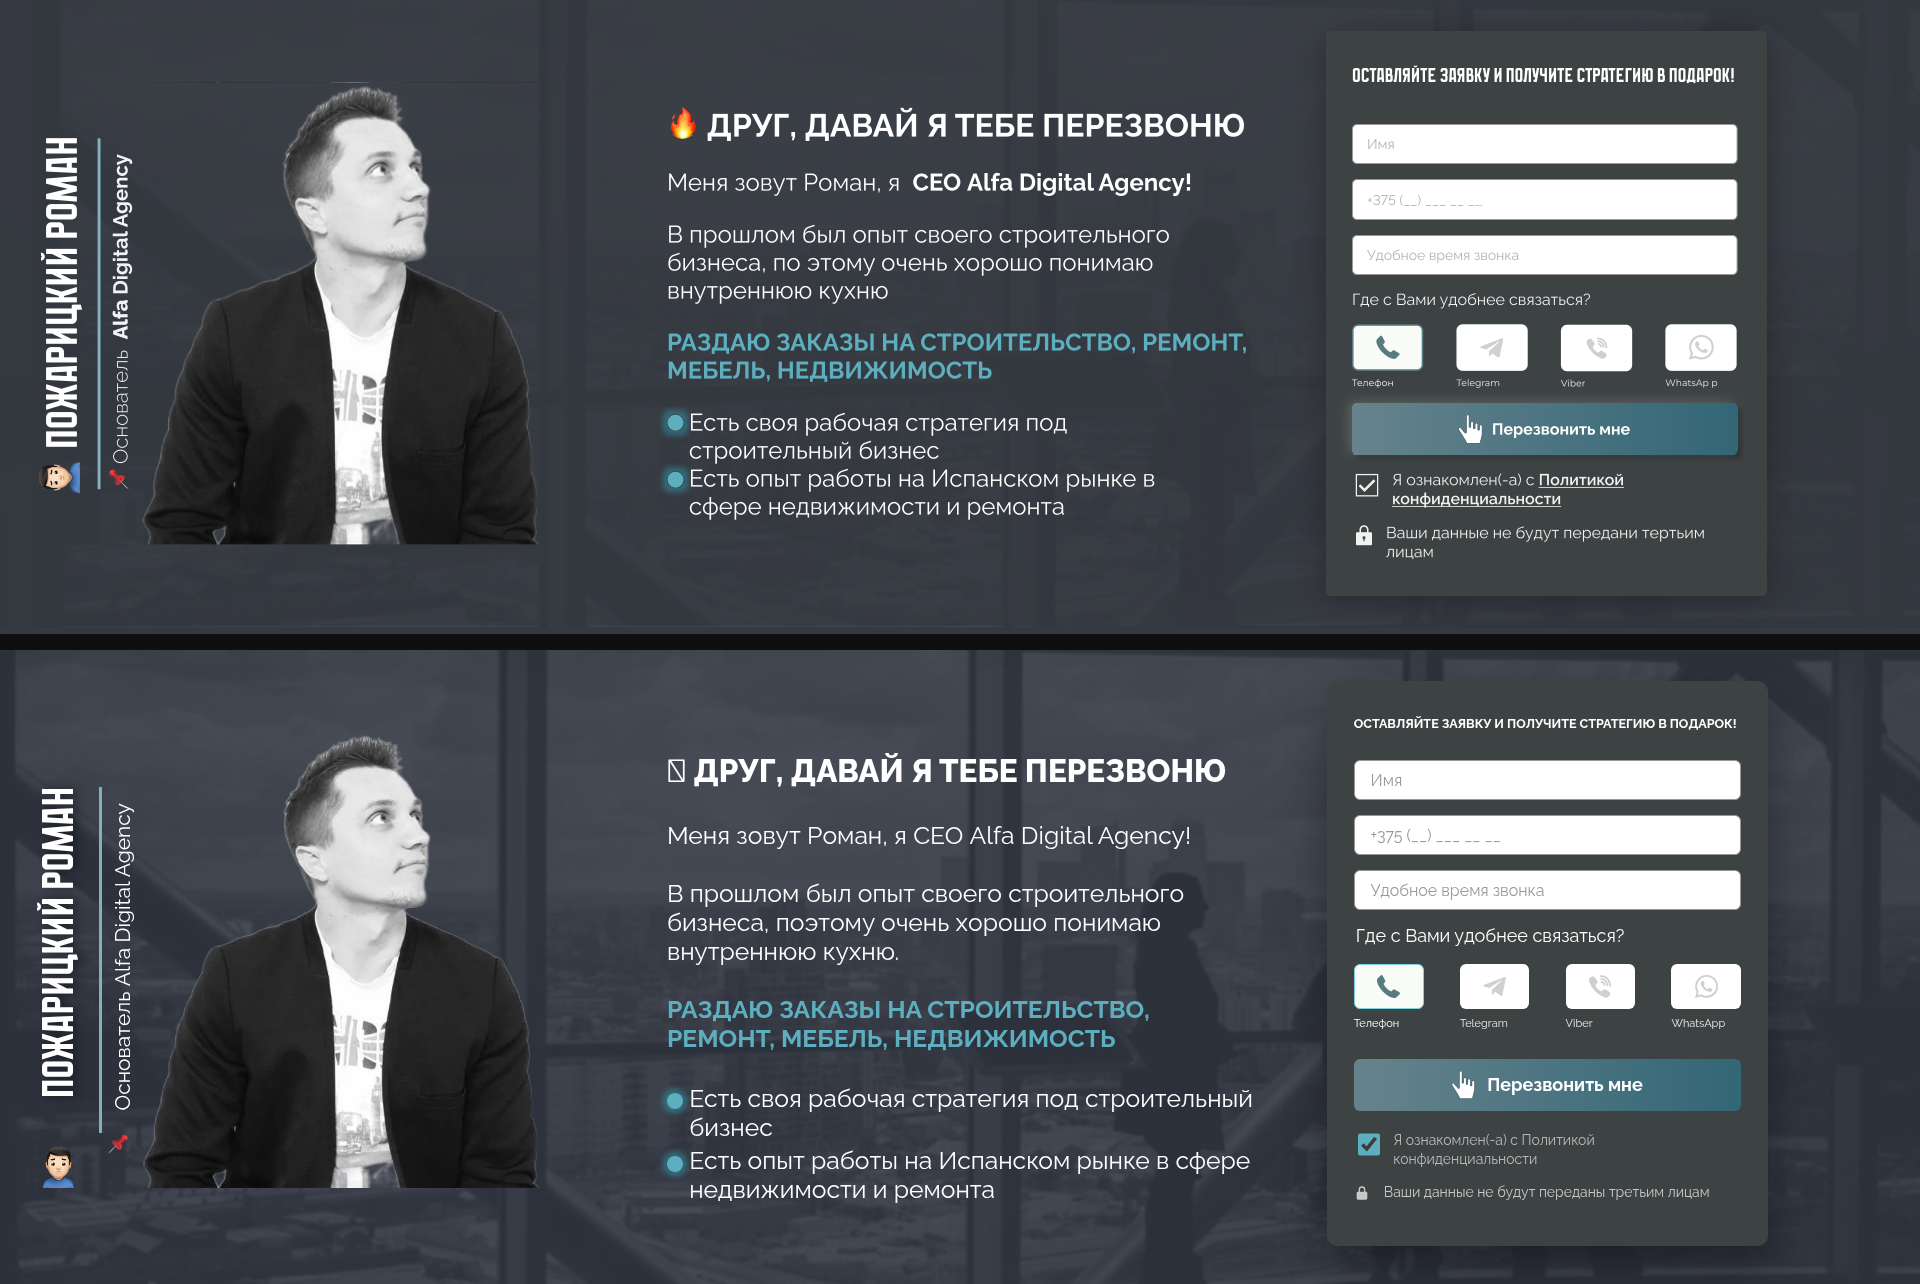 ПОЖАРИЦКИЙ РОМАН
Основатель Alfa Digital Agency
ДРУГ, ДАВАЙ Я ТЕБЕ ПЕРЕЗВОНЮ
Меня зовут Роман, я CEO Alfa Digital Agency!
В прошлом был опыт своего строительного
бизнеса, по этому очень хорошо понимаю
внутреннюю кухню
РАЗДАЮ ЗАКАЗЫ НА СТРОИТЕЛЬСТВО, РЕМОНТ,
МЕБЕЛЬ, НЕДВИЖИМОСТЬ
Есть своя рабочая стратегия под
строительный бизнес
Есть опыт работы на Испанском рынке в
сфере недвижимости и ремонта
ОСТАВЛЯЙТЕ ЗАЯВКУ И ПОЛУЧИТЕ СТРАТЕГИЮ В ПОДАРОК!
Имя
+375 (__) ___ __ __
Удобное время звонка
Где с Вами удобнее связаться?
Телефон Telegram Viber WhatsAp p
Перезвонить мне
Я ознакомлен(-а) с Политикой
конфиденциальности
Ваши данные не будут передани тертьим
лицам
ПОЖАРИЦКИЙ РОМАН
Основатель Alfa Digital Agency
ДРУГ, ДАВАЙ Я ТЕБЕ ПЕРЕЗВОНЮ
Меня зовут Роман, я CEO Alfa Digital Agency!
В прошлом был опыт своего строительного
бизнеса, поэтому очень хорошо понимаю
внутреннюю кухню.
РАЗДАЮ ЗАКАЗЫ НА СТРОИТЕЛЬСТВО,
РЕМОНТ, МЕБЕЛЬ, НЕДВИЖИМОСТЬ
Есть своя рабочая стратегия под строительный
бизнес
Есть опыт работы на Испанском рынке в сфере
недвижимости и ремонта
ОСТАВЛЯЙТЕ ЗАЯВКУ И ПОЛУЧИТЕ СТРАТЕГИЮ В ПОДАРОК!
Имя
+375 (__) ___ __ __
Удобное время звонка
Где с Вами удобнее связаться?
Телефон Telegram Viber WhatsApp
Перезвонить мне
Я ознакомлен(-а) с Политикой
конфиденциальности
Ваши данные не будут переданы третьим лицам